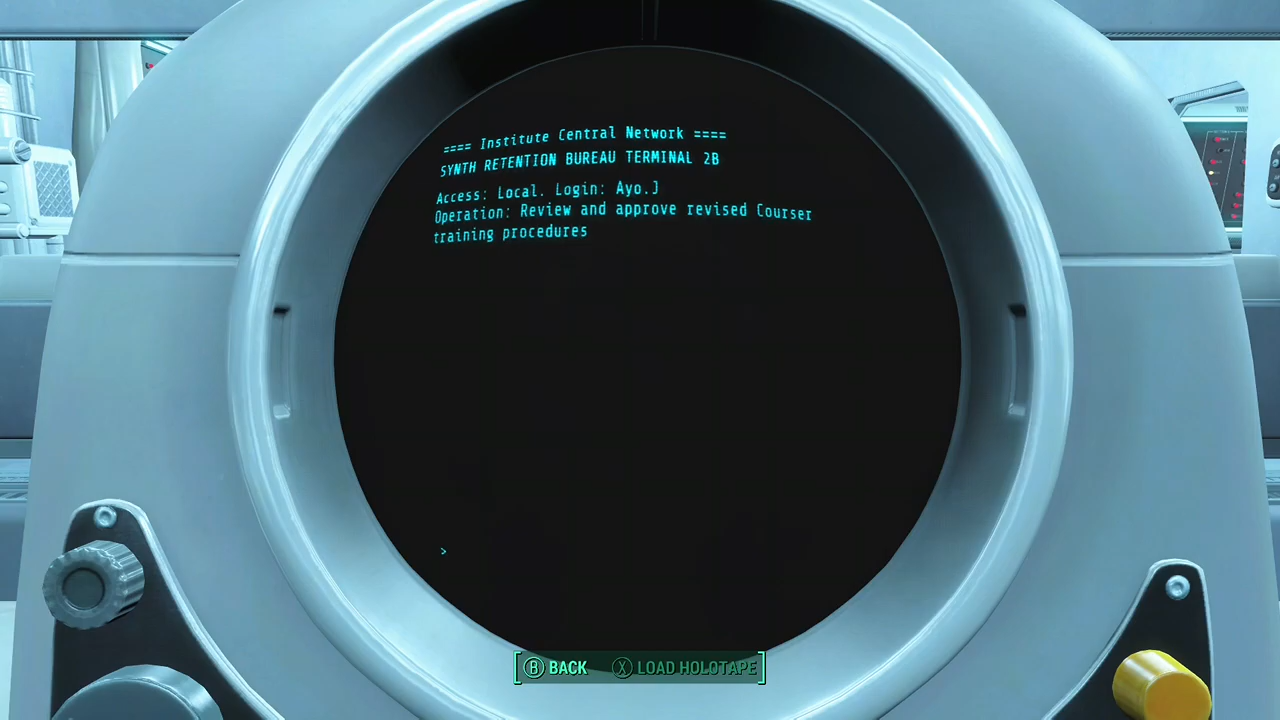 ==== Institute Central Network ====
SYNTH RETENTION BUREAU TERMINAL 2B
Access: Local. Login: Ayo.J
Operation: Review and approve revised Courser
training procedures
>
B) BACK X) LOAD HOLOTAPE